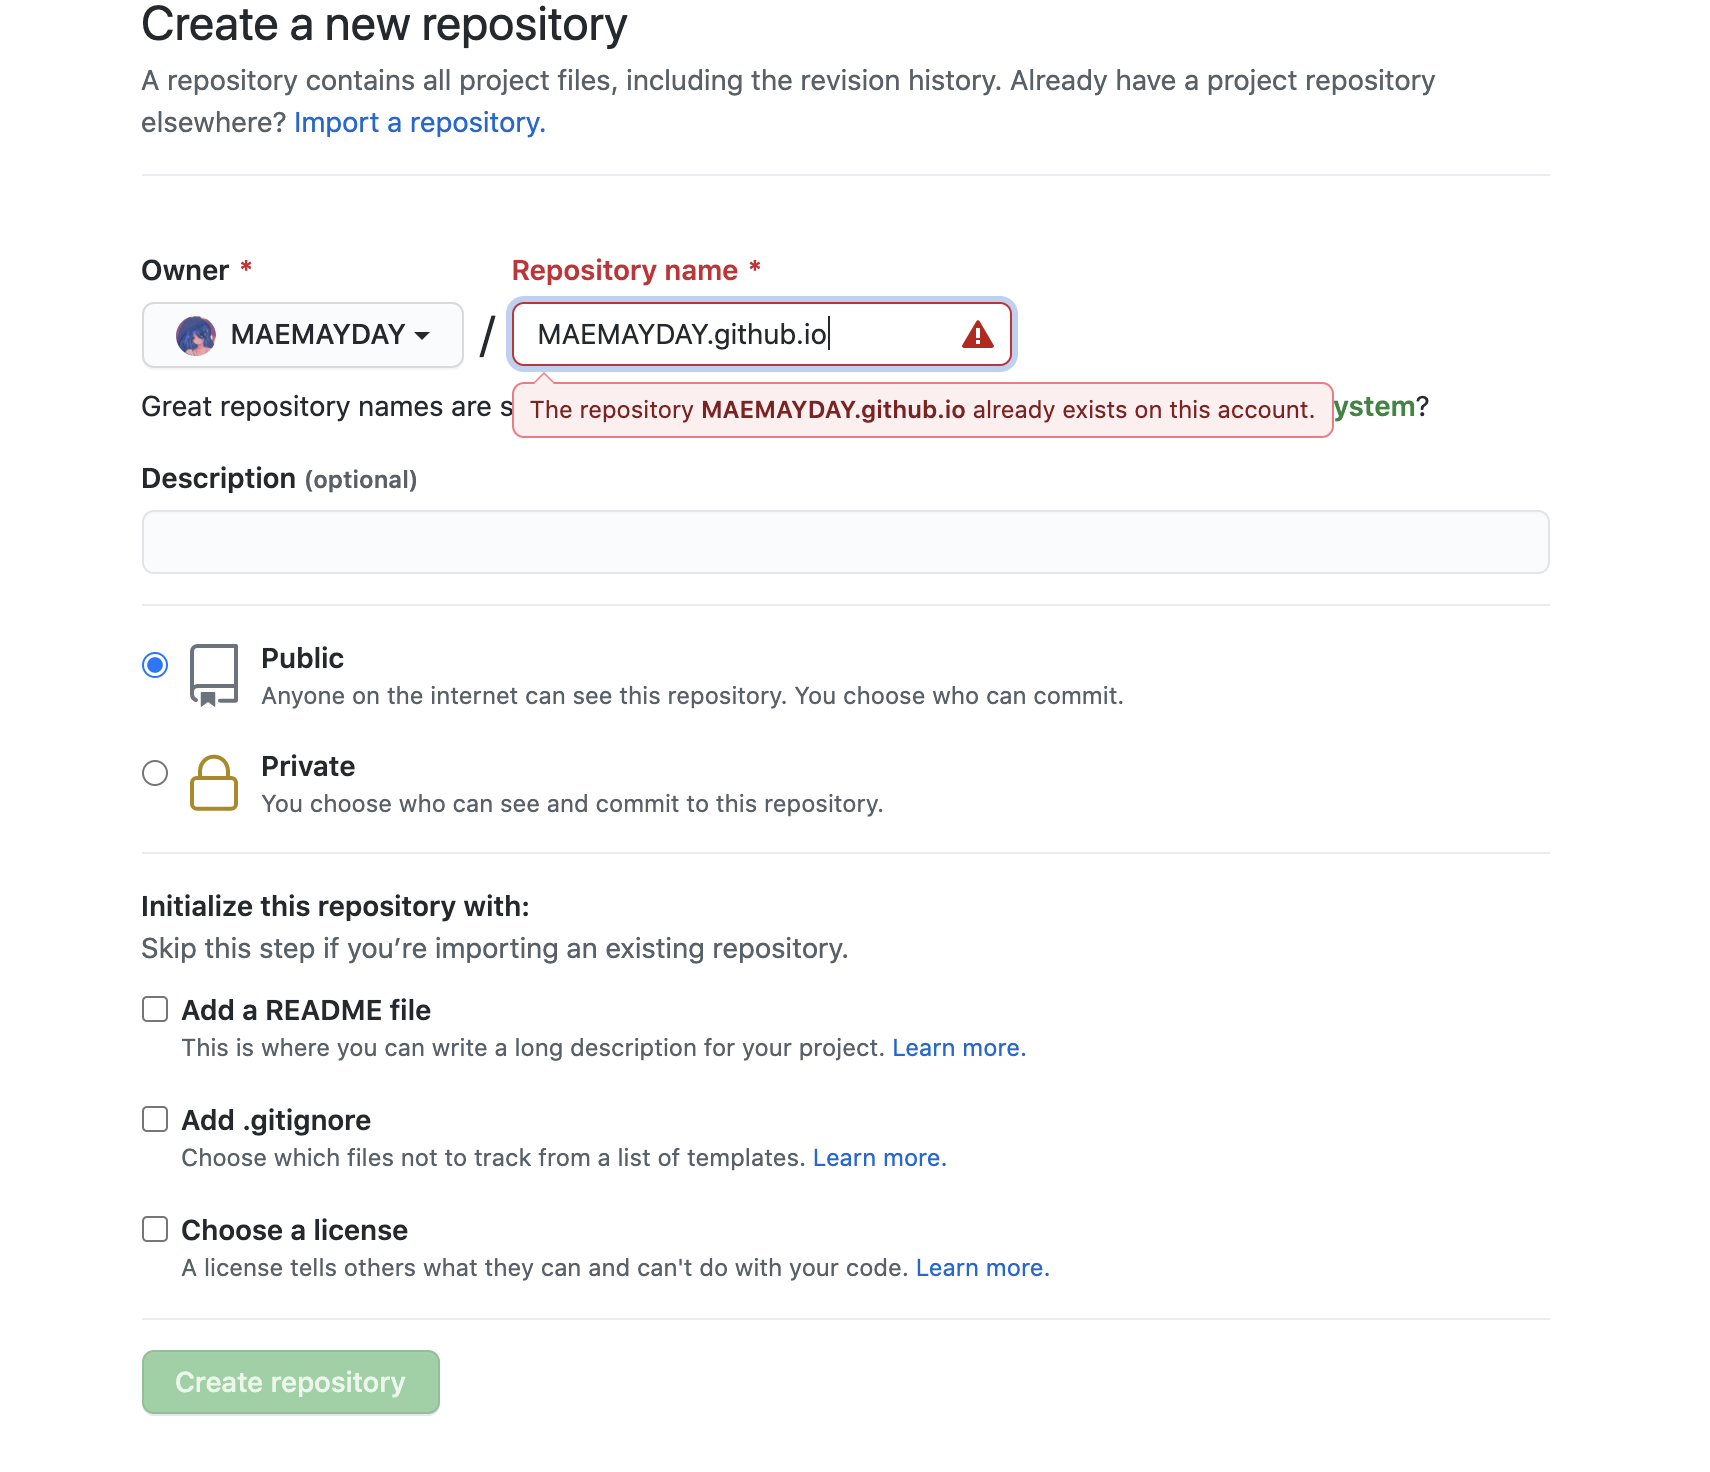 Create a new repository
A repository contains all project files, including the revision history. Already have a project repository
elsewhere? Import a repository.
Owner *
Repository name *
MAEMAYDAY
/
MAEMAYDAY.github.io
Great repository names are s
The repository MAEMAYDAY.github.io already exists on this account.
ystem?
Description (optional)
Public
Anyone on the internet can see this repository. You choose who can commit.
Private
You choose who can see and commit to this repository.
Initialize this repository with:
Skip this step if you’re importing an existing repository.
Add a README file
This is where you can write a long description for your project. Learn more.
Add .gitignore
Choose which files not to track from a list of templates. Learn more.
Choose a license
A license tells others what they can and can't do with your code. Learn more.
Create repository